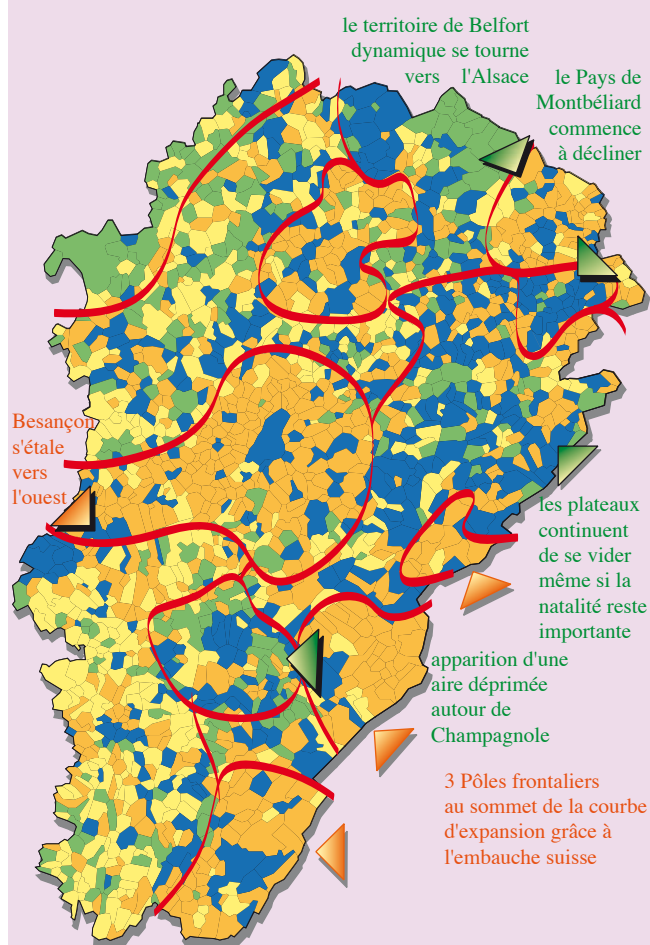 le territoire de Belfort
dynamique se tourne
vers l'Alsace
le Pays de
Montbéliard
commence
à décliner
Besançon
s'étale
vers
l'ouest
les plateaux
continuent
de se vider
même si la
natalité reste
importante
apparition d'une
aire déprimée
autour de
Champagnole
3 Pôles frontaliers
au sommet de la courbe
d'expansion grâce à
l'embauche suisse